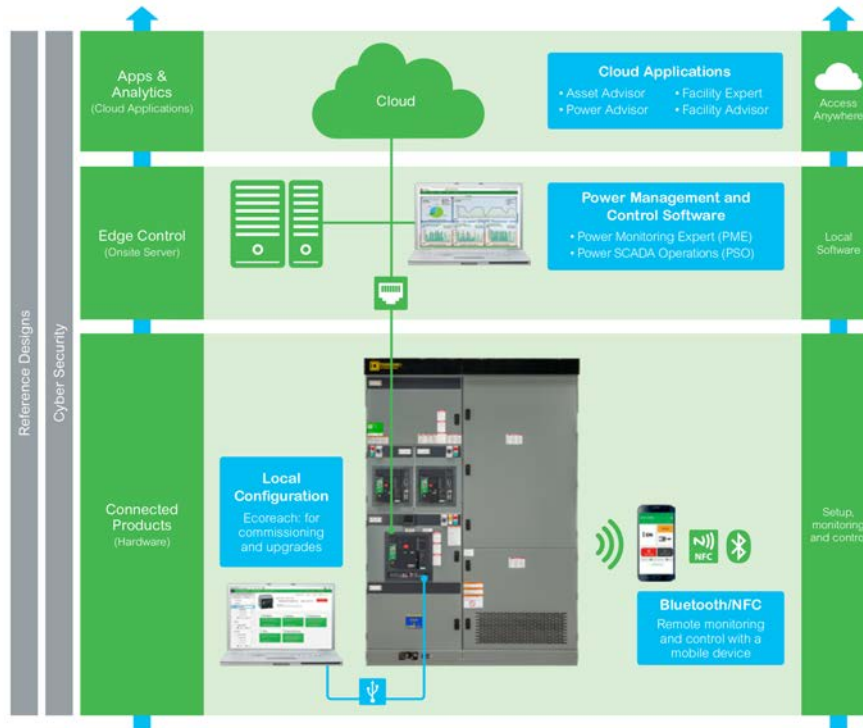 Reference Designs
Cyber Security
Apps &
Analytics
(Cloud Applications)
Cloud
Cloud Applications
• Asset Advisor
• Facility Expert
• Power Advisor
• Facility Advisor
Access
Anywhere
Edge Control
(Onsite Server)
Power Management and
Control Software
• Power Monitoring Expert (PME)
• Power SCADA Operations (PSO)
Local
Software
Connected
Products
(Hardware)
Local
Configuration
Ecoreach: for
commissioning
and upgrades
NFC
Bluetooth/NFC
Remote monitoring
and control with a
mobile device
Setup,
monitoring
and control